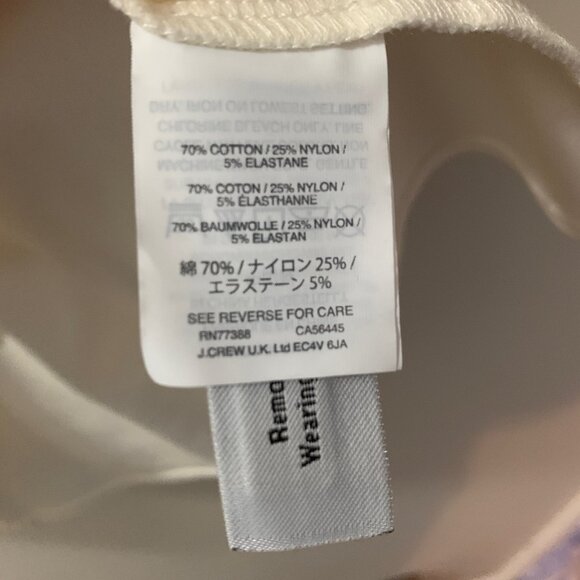 70% COTTON / 25% NYLON /
5% ELASTANE
70% COTON / 25% NYLON /
5% ÉLASTHANNE
70% BAUMWOLLE / 25% NYLON /
5% ELASTAN
綿 70% / ナイロン 25% /
エラステーン 5%
SEE REVERSE FOR CARE
RN77388 CA56445
J.CREW U.K. Ltd EC4V 6JA
Remo
Wearing